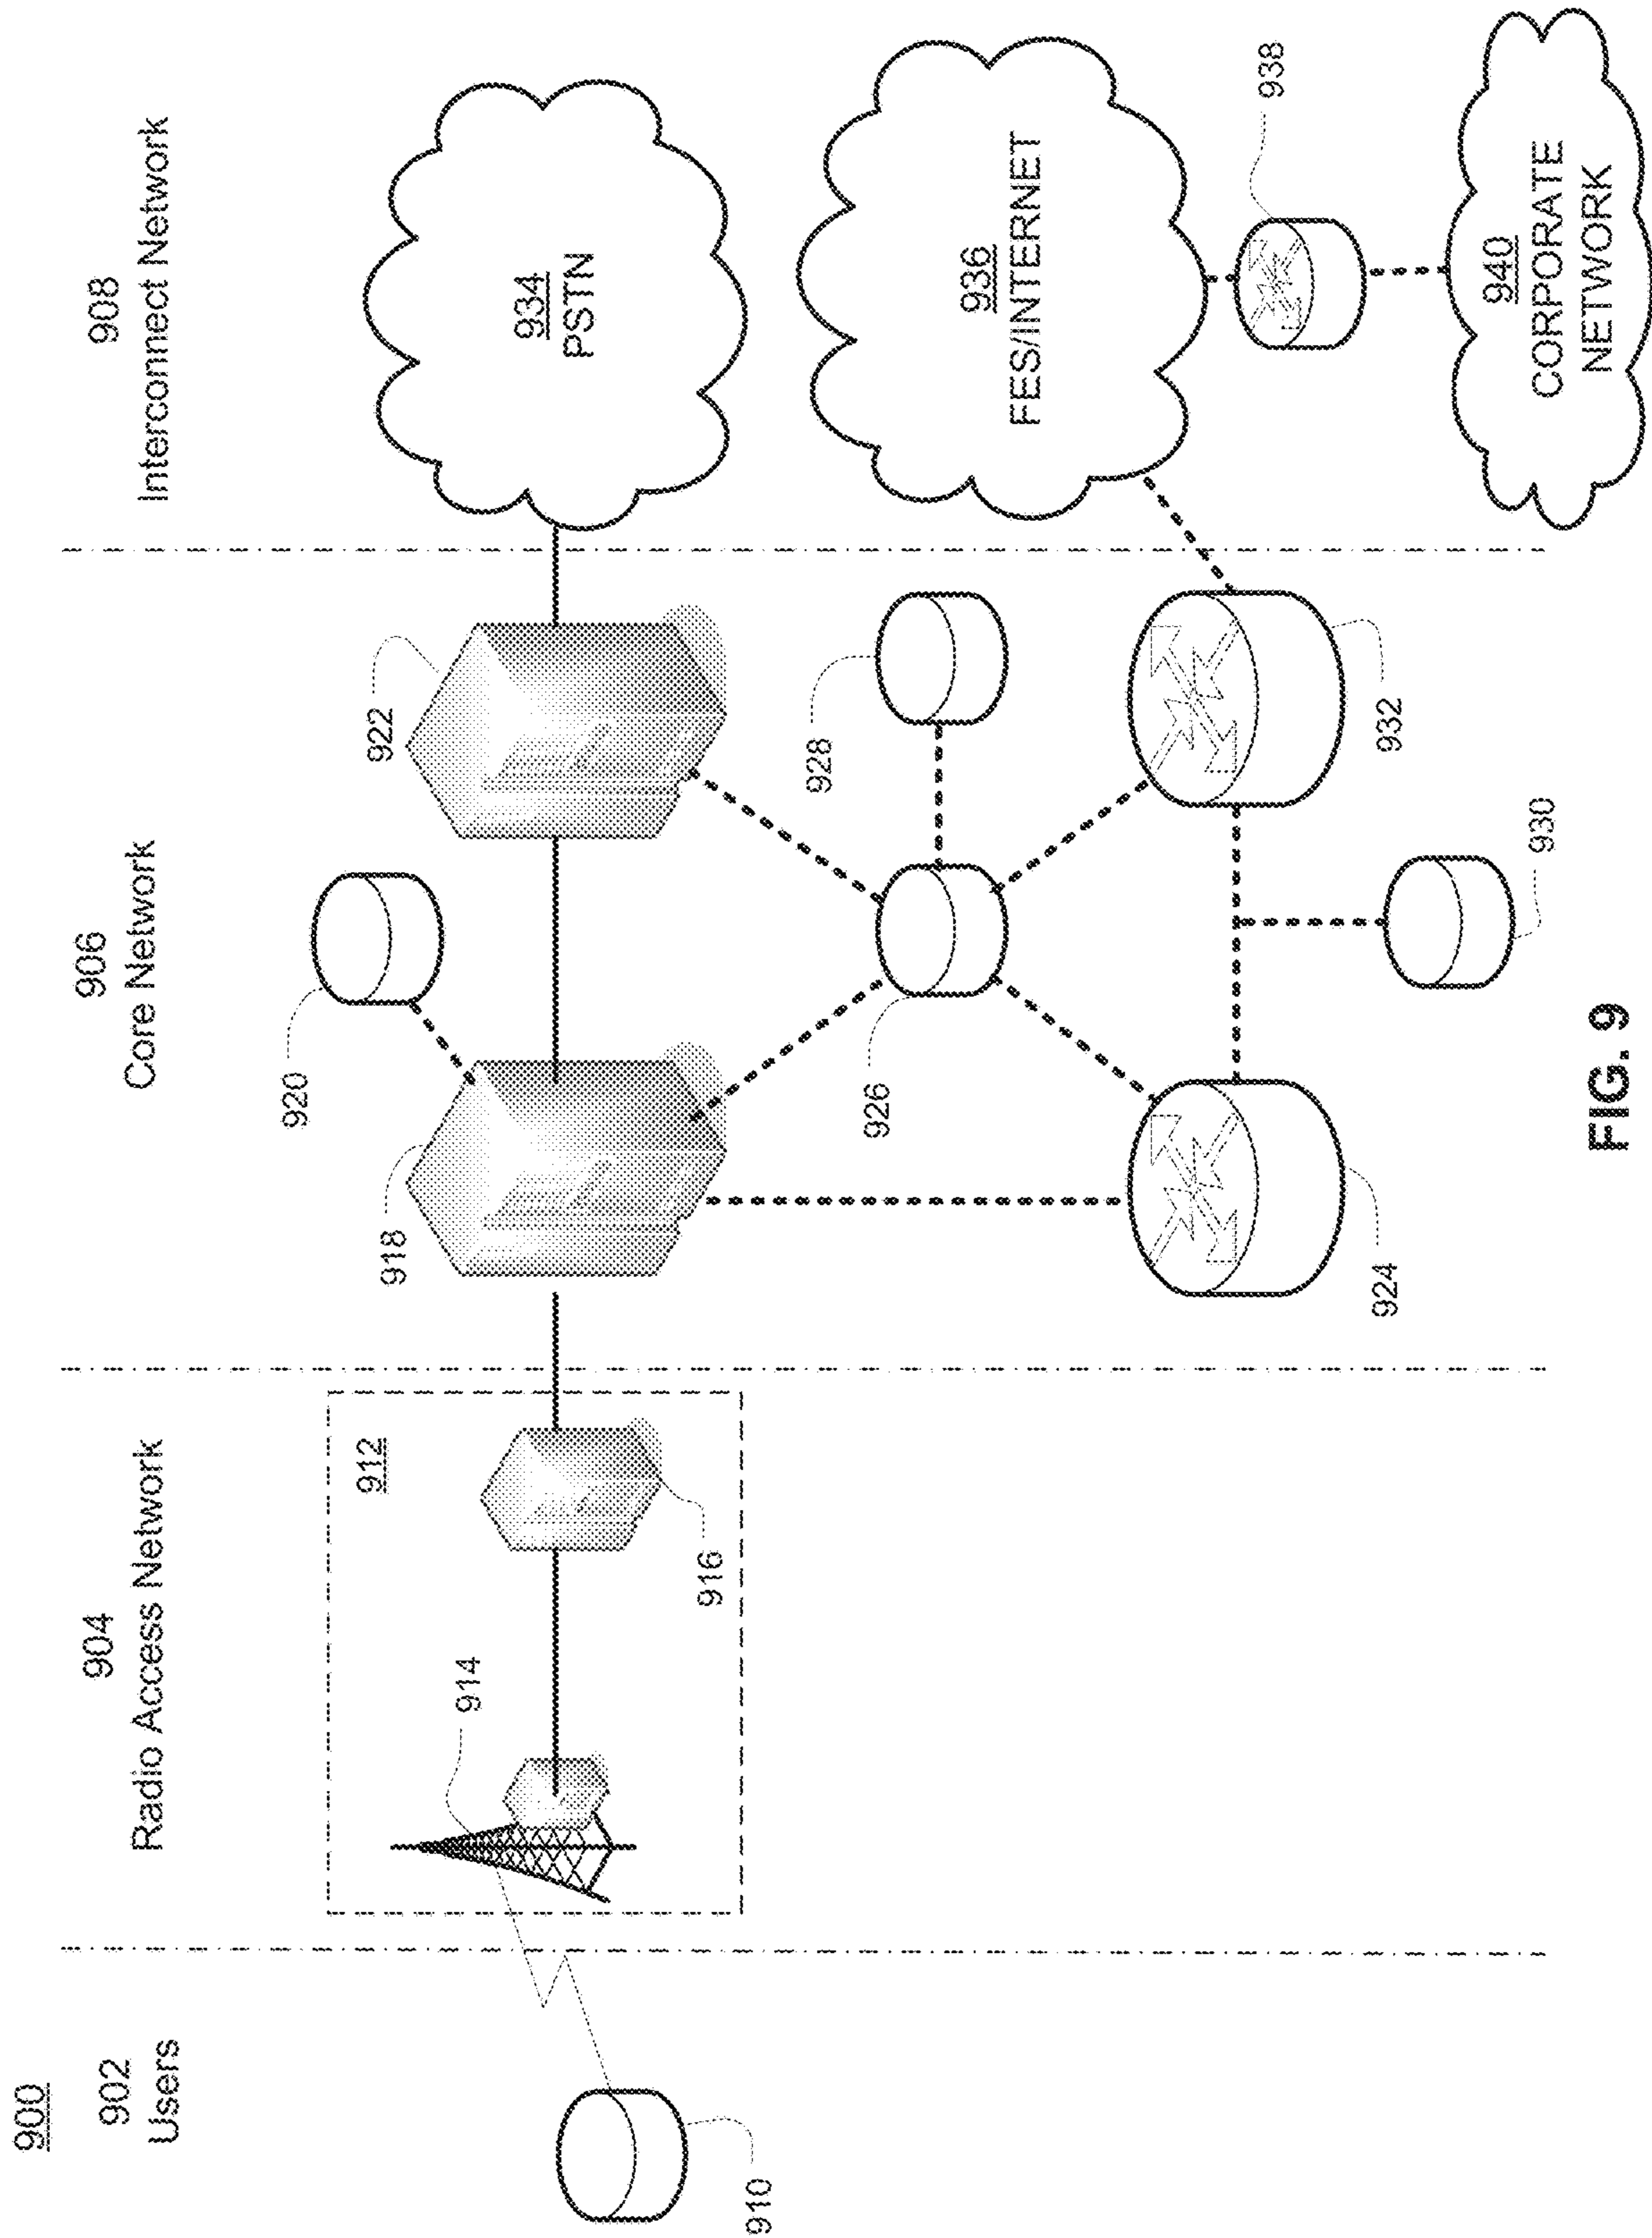 900
902
Users
904
Radio Access Network
906
Core Network
908
Interconnect Network
910
912
914
916
918
920
922
924
926
928
930
932
934
PSTN
936
FES/INTERNET
938
940
CORPORATE
NETWORK
FIG. 9